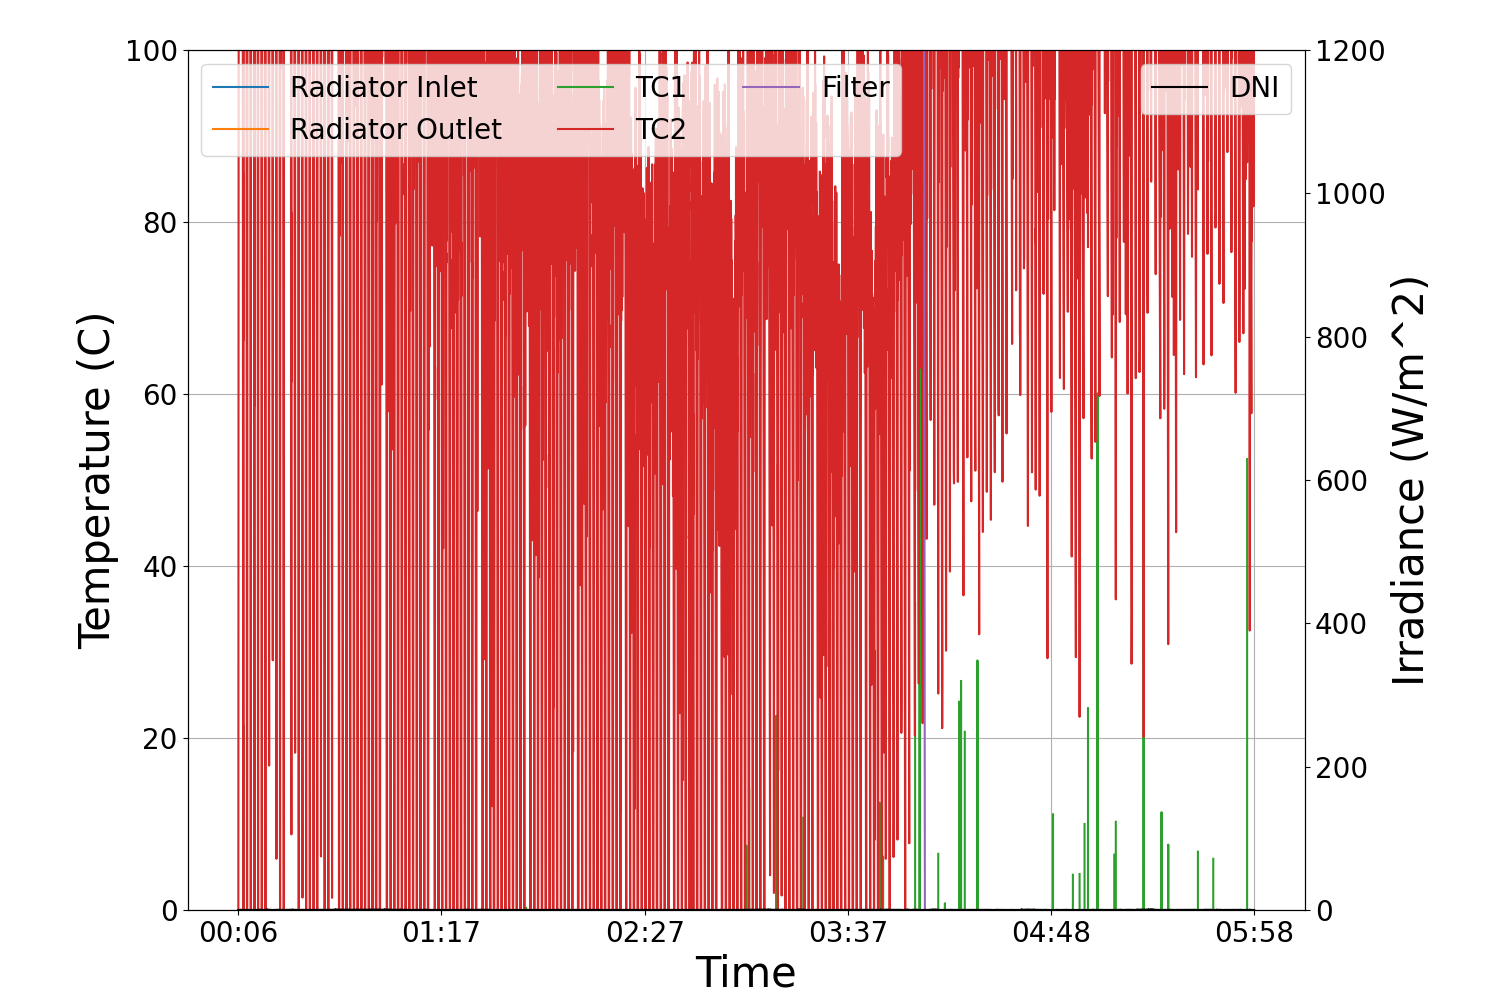 100
80
60
40
20
0
Temperature (C)
Radiator Inlet
Radiator Outlet
TC1
TC2
Filter
DNI
1200
1000
800
600
400
200
0
Irradiance (W/m^2)
00:06
01:17
02:27
03:37
04:48
05:58
Time